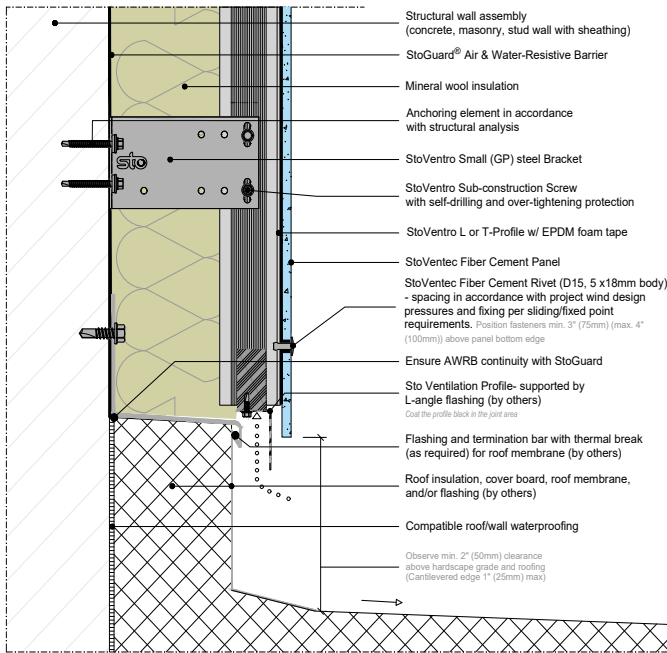 Structural wall assembly
(concrete, masonry, stud wall with sheathing)
StoGuard® Air & Water-Resistive Barrier
Mineral wool insulation
Anchoring element in accordance
with structural analysis
sto
StoVentro Small (GP) steel Bracket
StoVentro Sub-construction Screw
with self-drilling and over-tightening protection
StoVentro L or T-Profile w/ EPDM foam tape
StoVentec Fiber Cement Panel
StoVentec Fiber Cement Rivet (D15, 5 x18mm body)
- spacing in accordance with project wind design
pressures and fixing per sliding/fixed point
requirements. Position fasteners min. 3" (75mm) (max. 4"
(100mm)) above panel bottom edge
Ensure AWRB continuity with StoGuard
Sto Ventilation Profile- supported by
L-angle flashing (by others)
Coat the profile black in the joint area
Flashing and termination bar with thermal break
(as required) for roof membrane (by others)
Roof insulation, cover board, roof membrane,
and/or flashing (by others)
Compatible roof/wall waterproofing
Observe min. 2" (50mm) clearance
above hardscape grade and roofing
(Cantilevered edge 1" (25mm) max)